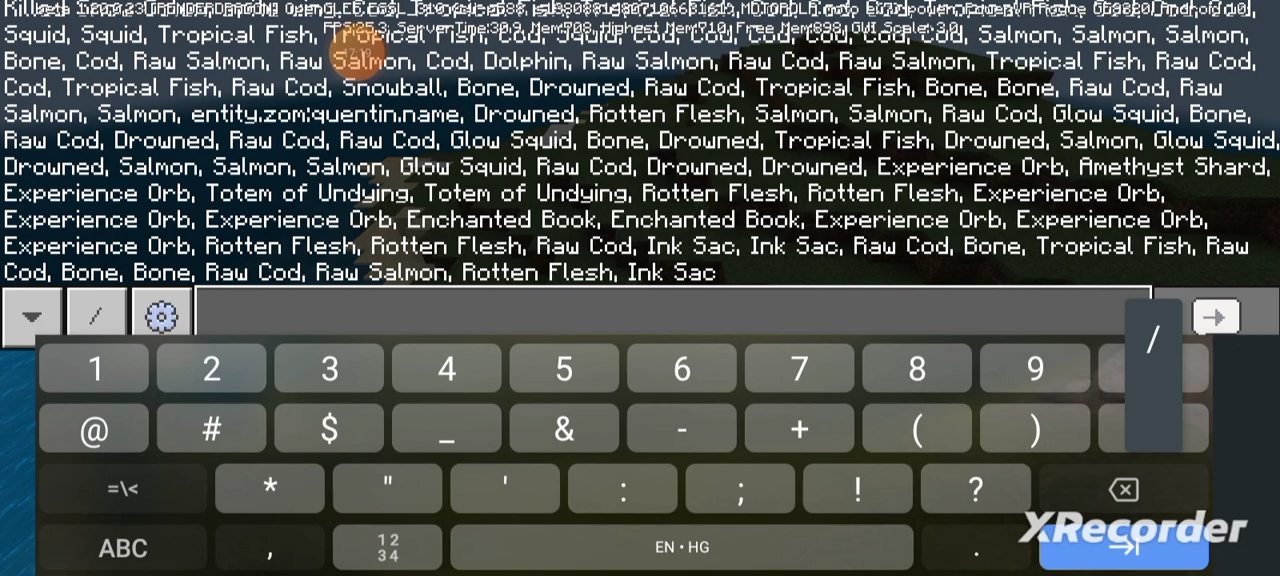 Squid, Squid, Tropical Fish, Tropical Fish, Cod, Squid, Cod, Cod, Cod, Cod, Cod, Salmon, Salmon, Salmon,
Bone, Cod, Raw Salmon, Raw Salmon, Cod, Dolphin, Raw Salmon, Raw Cod, Raw Salmon, Tropical Fish, Raw Cod,
Cod, Tropical Fish, Raw Cod, Snowball, Bone, Drowned, Raw Cod, Tropical Fish, Bone, Bone, Raw Cod, Raw
Salmon, Salmon, entity.zom:quentin.name, Drowned, Rotten Flesh, Salmon, Salmon, Raw Cod, Glow Squid, Bone,
Raw Cod, Drowned, Raw Cod, Raw Cod, Glow Squid, Bone, Drowned, Tropical Fish, Drowned, Salmon, Glow Squid,
Drowned, Salmon, Salmon, Salmon, Glow Squid, Raw Cod, Drowned, Drowned, Experience Orb, Amethyst Shard,
Experience Orb, Totem of Undying, Totem of Undying, Rotten Flesh, Rotten Flesh, Experience Orb,
Experience Orb, Experience Orb, Enchanted Book, Enchanted Book, Experience Orb, Experience Orb,
Experience Orb, Rotten Flesh, Rotten Flesh, Raw Cod, Ink Sac, Ink Sac, Raw Cod, Bone, Tropical Fish, Raw
Cod, Bone, Bone, Raw Cod, Raw Salmon, Rotten Flesh, Ink Sac
/
/
1 2 3 4 5 6 7 8 9
@ # $ _ & - + ( )
=\< * " ' : ; ! ?
XRecorder
ABC , 12 34 EN • HG .